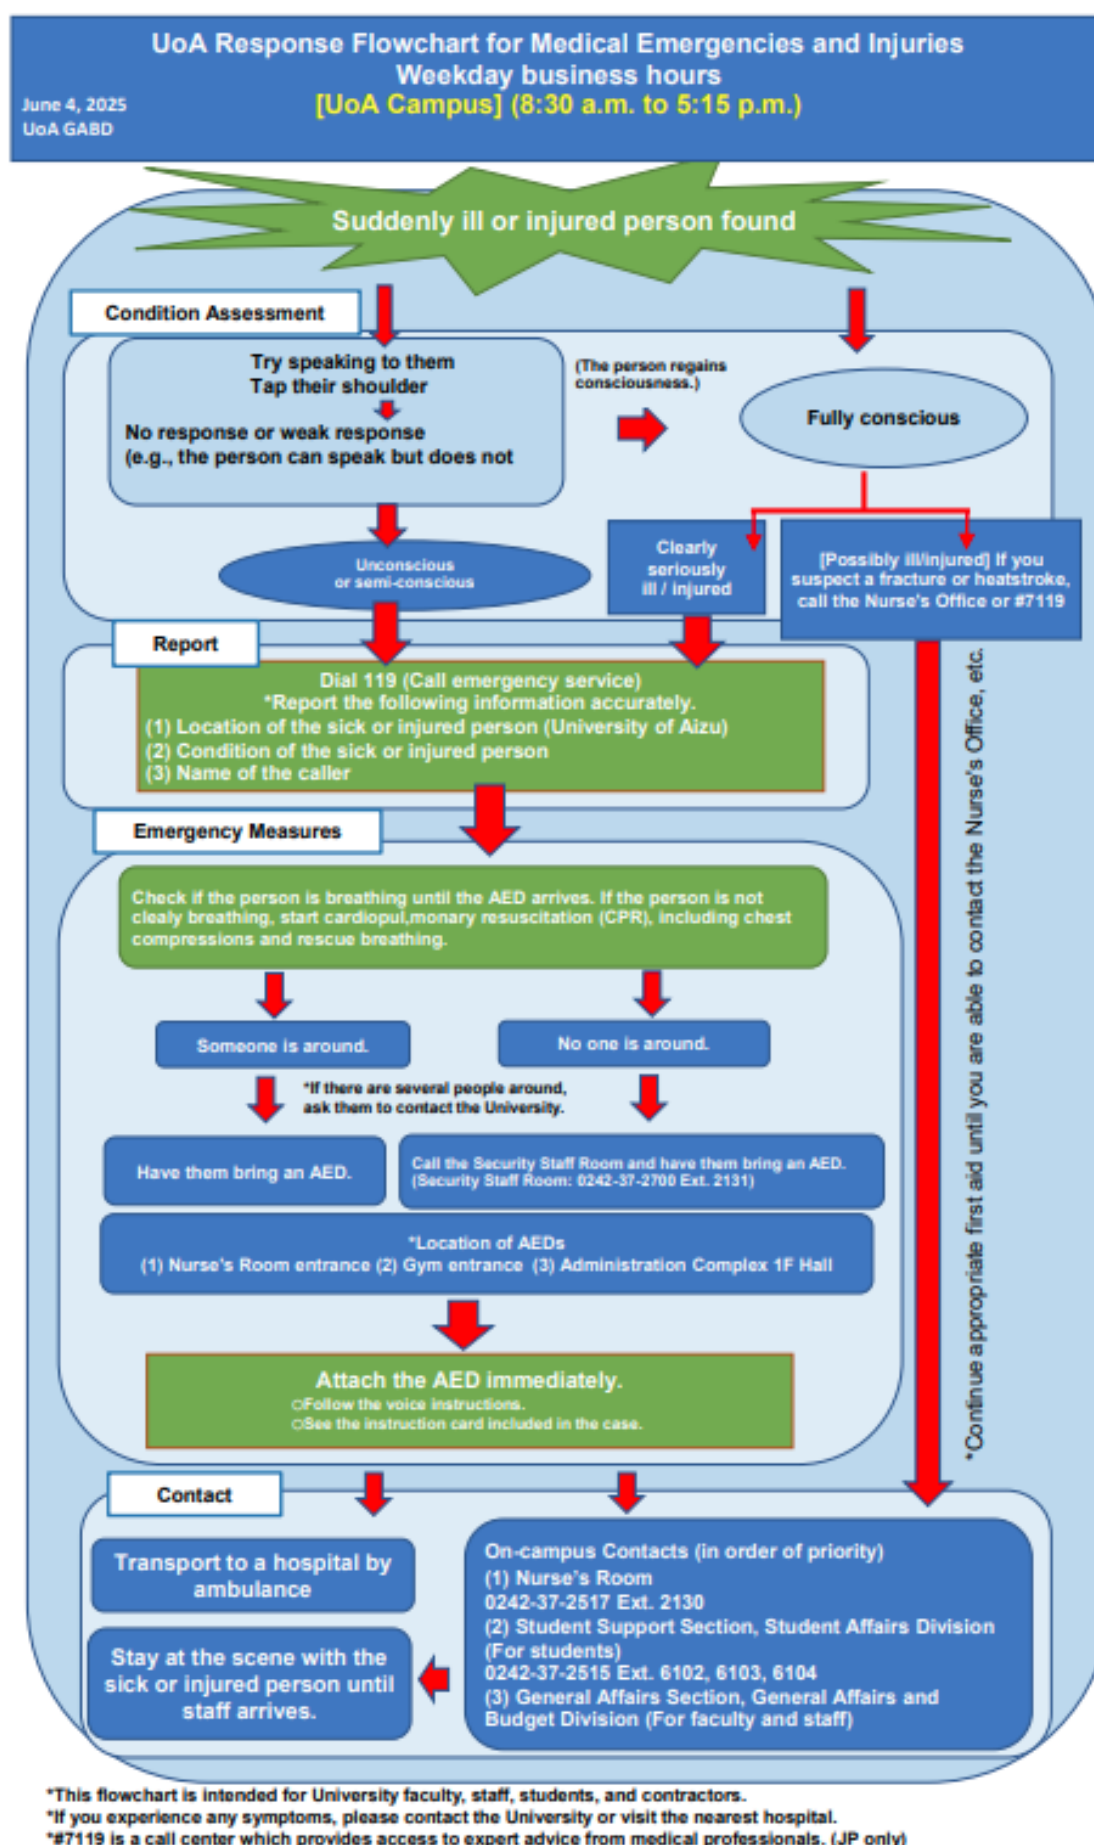 UoA Response Flowchart for Medical Emergencies and Injuries
Weekday business hours
[UoA Campus] (8:30 a.m. to 5:15 p.m.)
June 4, 2025
UoA GABD
Suddenly ill or injured person found
Condition Assessment
Try speaking to them
Tap their shoulder
No response or weak response
(e.g., the person can speak but does not
(The person regains
consciousness.)
Fully conscious
Unconscious
or semi-conscious
Clearly
seriously
ill / injured
[Possibly ill/injured] If you
suspect a fracture or heatstroke,
call the Nurse's Office or #7119
Report
Dial 119 (Call emergency service)
*Report the following information accurately.
(1) Location of the sick or injured person (University of Aizu)
(2) Condition of the sick or injured person
(3) Name of the caller
*Continue appropriate first aid until you are able to contact the Nurse's Office, etc.
Emergency Measures
Check if the person is breathing until the AED arrives. If the person is not
clealy breathing, start cardiopul,monary resuscitation (CPR), including chest
compressions and rescue breathing.
Someone is around.
No one is around.
*If there are several people around,
ask them to contact the University.
Have them bring an AED.
Call the Security Staff Room and have them bring an AED.
(Security Staff Room: 0242-37-2700 Ext. 2131)
*Location of AEDs
(1) Nurse's Room entrance (2) Gym entrance (3) Administration Complex 1F Hall
Attach the AED immediately.
○Follow the voice instructions.
○See the instruction card included in the case.
Contact
Transport to a hospital by
ambulance
Stay at the scene with the
sick or injured person until
staff arrives.
On-campus Contacts (in order of priority)
(1) Nurse's Room
0242-37-2517 Ext. 2130
(2) Student Support Section, Student Affairs Division
(For students)
0242-37-2515 Ext. 6102, 6103, 6104
(3) General Affairs Section, General Affairs and
Budget Division (For faculty and staff)
*This flowchart is intended for University faculty, staff, students, and contractors.
*If you experience any symptoms, please contact the University or visit the nearest hospital.
*#7119 is a call center which provides access to expert advice from medical professionals. (JP only)